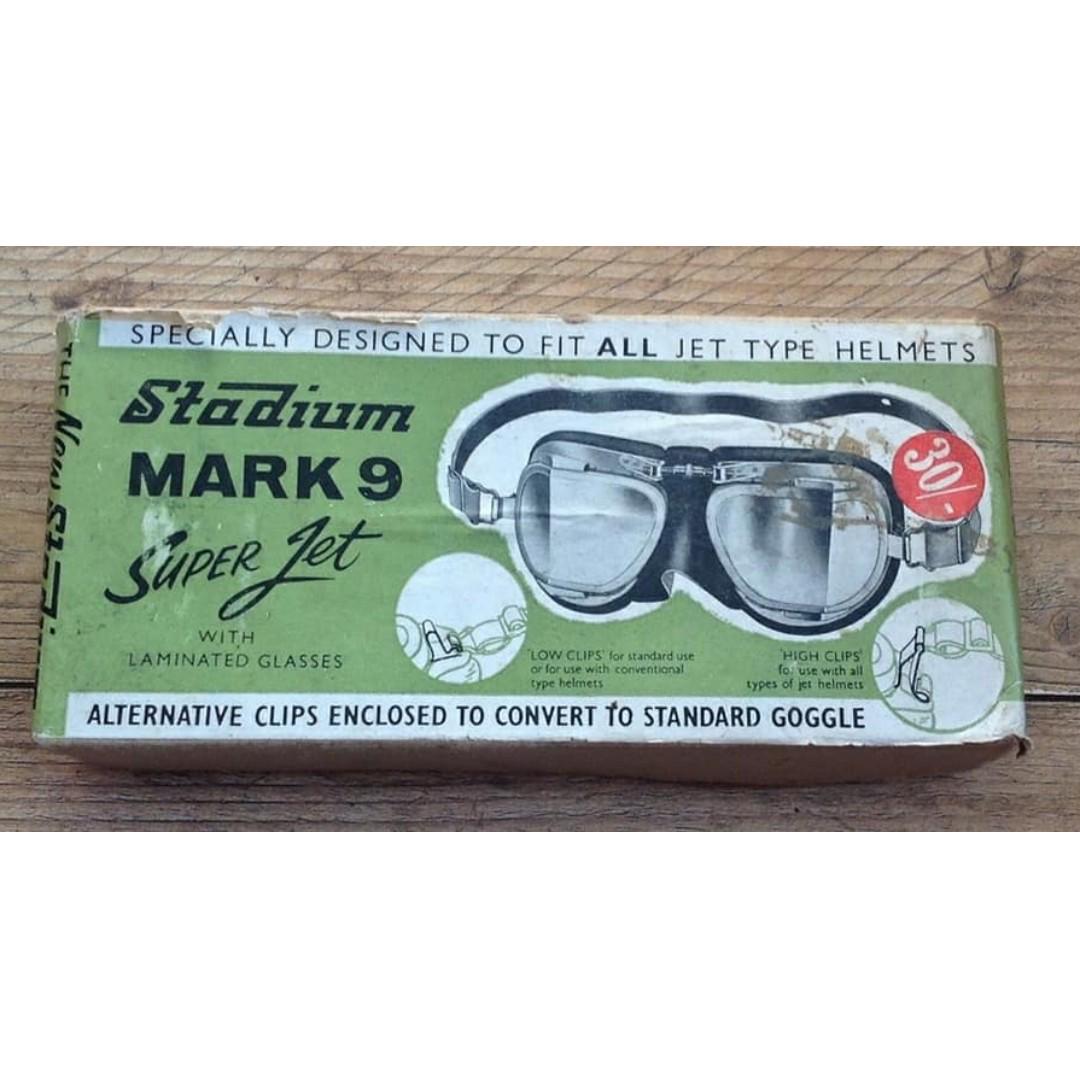 SPECIALLY DESIGNED TO FIT ALL JET TYPE HELMETS
Stadium
MARK 9
SUPER Jet
WITH
LAMINATED GLASSES
30/-
'LOW CLIPS' for standard use
or for use with conventional
type helmets
'HIGH CLIPS'
for use with all
types of jet helmets
ALTERNATIVE CLIPS ENCLOSED TO CONVERT TO STANDARD GOGGLE
THE New